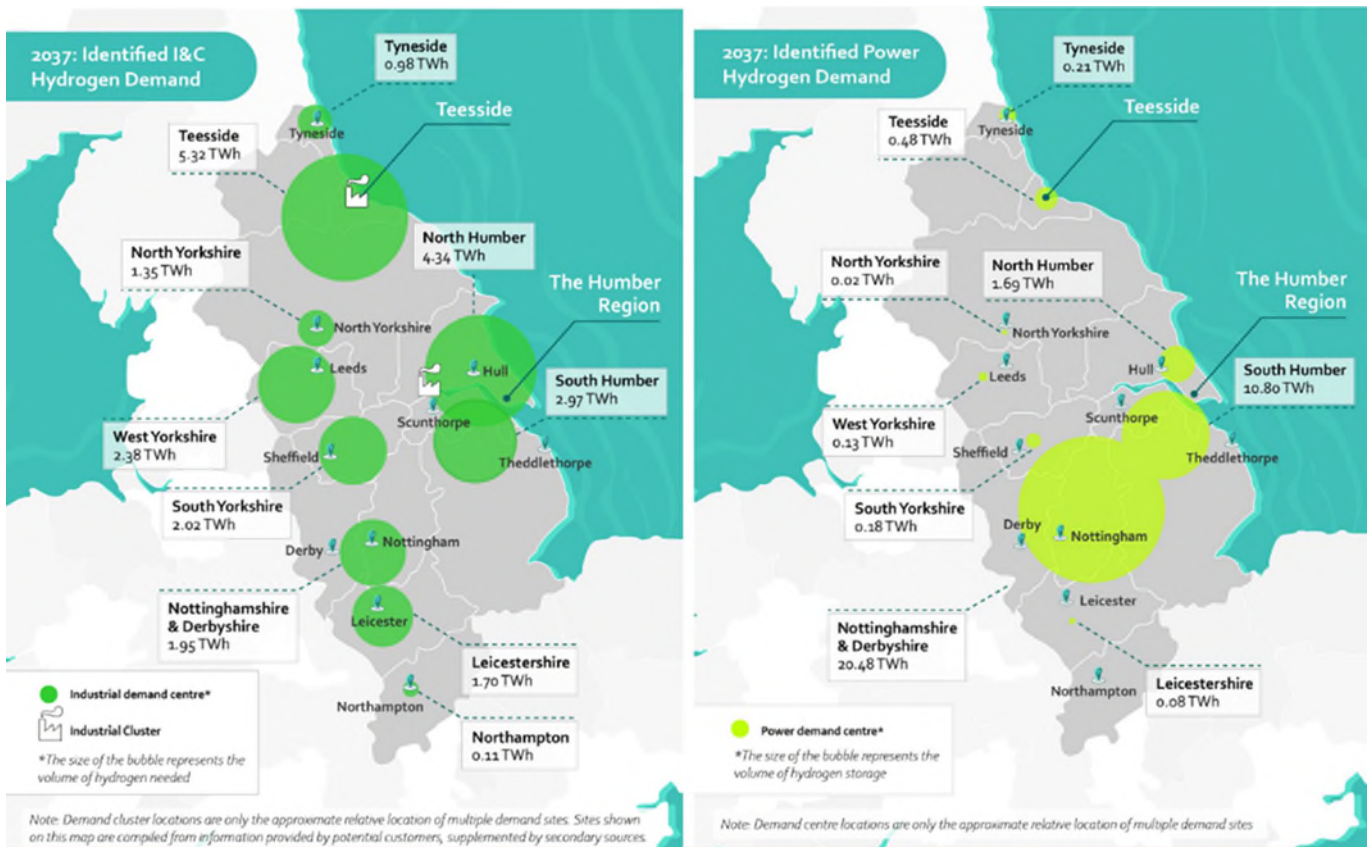 2037: Identified I&C
Hydrogen Demand
Tyneside
0.98 TWh
Teesside
Teesside
5.32 TWh
Tyneside
North Humber
4.34 TWh
North Yorkshire
1.35 TWh
The Humber
Region
North Yorkshire
Leeds
Hull
South Humber
2.97 TWh
Scunthorpe
West Yorkshire
2.38 TWh
Sheffield
Theddlethorpe
South Yorkshire
2.02 TWh
Derby
Nottingham
Nottinghamshire
& Derbyshire
1.95 TWh
Leicester
Leicestershire
1.70 TWh
Northampton
Northampton
0.11 TWh
Industrial demand centre*
Industrial Cluster
*The size of the bubble represents the
volume of hydrogen needed
Note: Demand cluster locations are only the approximate relative location of multiple demand sites. Sites shown
on this map are compiled from information provided by potential customers, supplemented by secondary sources.
2037: Identified Power
Hydrogen Demand
Tyneside
0.21 TWh
Teesside
Teesside
0.48 TWh
Tyneside
North Yorkshire
0.02 TWh
North Humber
1.69 TWh
The Humber
Region
North Yorkshire
Leeds
Hull
South Humber
10.80 TWh
Scunthorpe
West Yorkshire
0.13 TWh
Sheffield
Theddlethorpe
South Yorkshire
0.18 TWh
Derby
Nottingham
Leicester
Nottinghamshire
& Derbyshire
20.48 TWh
Leicestershire
0.08 TWh
Northampton
Power demand centre*
*The size of the bubble represents the
volume of hydrogen storage
Note: Demand centre locations are only the approximate relative location of multiple demand sites